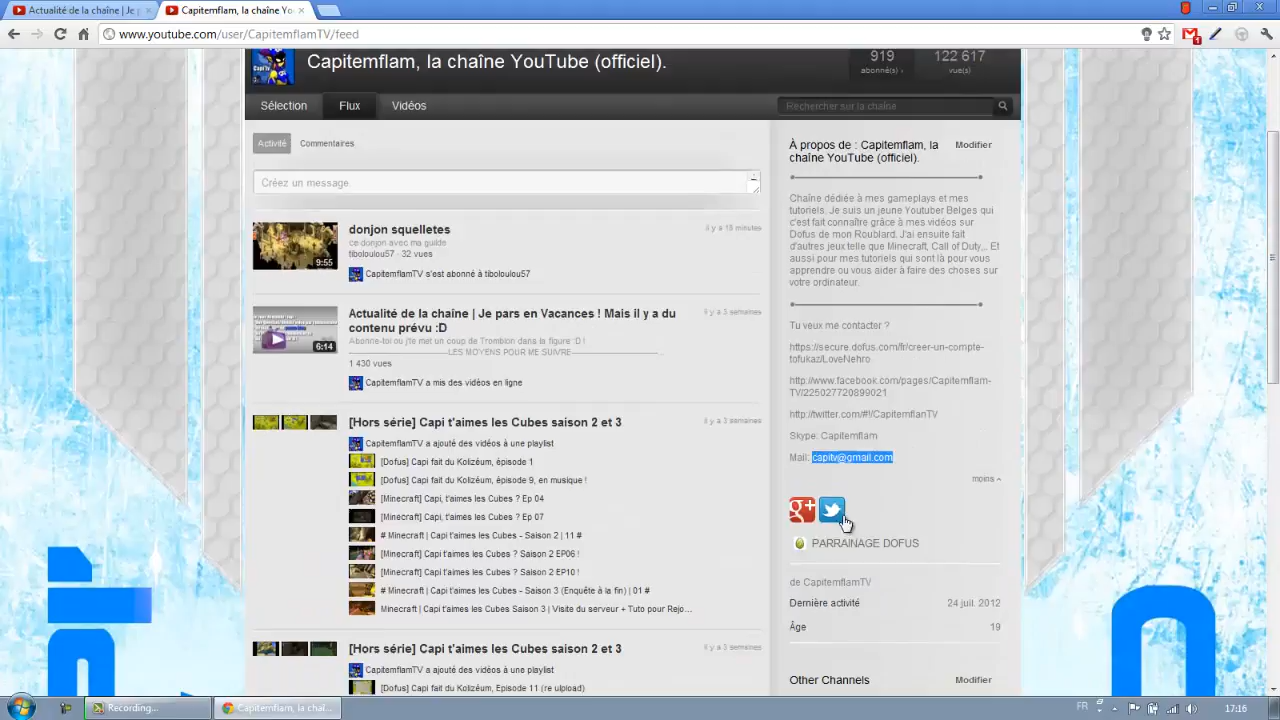 Actualité de la chaîne | Je p
Capitemflam, la chaîne Yo
www.youtube.com/user/CapitemflamTV/feed
Capitemflam, la chaîne YouTube (officiel).
919
abonné(s) ›
122 617
vue(s)
Sélection
Flux
Vidéos
Rechercher sur la chaîne
Activité
Commentaires
Créez un message.
donjon squelletes
il y a 19 minutes
ce donjon avec ma guilde
tiboloulou57 · 32 vues
9:55
CapitemflamTV s'est abonné à tiboloulou57
Actualité de la chaîne | Je pars en Vacances ! Mais il y a du
contenu prévu :D
il y a 3 semaines
Abonne-toi ou j'te met un coup de Tromblon dans la figure :D !
LES MOYENS POUR ME SUIVRE
6:14
1 430 vues
CapitemflamTV a mis des vidéos en ligne
[Hors série] Capi t'aimes les Cubes saison 2 et 3
il y a 3 semaines
CapitemflamTV a ajouté des vidéos à une playlist
[Dofus] Capi fait du Kolizéum, épisode 1
[Dofus] Capi fait du Kolizéum, épisode 9, en musique !
[Minecraft] Capi, t'aimes les Cubes ? Ep 04
[Minecraft] Capi, t'aimes les Cubes ? Ep 07
# Minecraft | Capi t'aimes les Cubes - Saison 2 | 11 #
[Minecraft] Capi t'aimes les Cubes ? Saison 2 EP06 !
[Minecraft] Capi t'aimes les Cubes ? Saison 2 EP10 !
# Minecraft | Capi t'aimes les Cubes - Saison 3 (Enquête à la fin) | 01 #
Minecraft | Capi t'aimes les Cubes Saison 3 | Visite du serveur + Tuto pour Rejo...
[Hors série] Capi t'aimes les Cubes saison 2 et 3
il y a 3 semaines
CapitemflamTV a ajouté des vidéos à une playlist
[Dofus] Capi fait du Kolizéum, Episode 11 (re upload)
À propos de : Capitemflam, la
chaîne YouTube (officiel).
Modifier
Chaîne dédiée à mes gameplays et mes
tutoriels. Je suis un jeune Youtuber Belges qui
c'est fait connaître grâce à mes vidéos sur
Dofus de mon Roublard. J'ai ensuite fait
d'autres jeux telle que Minecraft, Call of Duty,.. Et
aussi pour mes tutoriels qui sont là pour vous
apprendre ou vous aider à faire des choses sur
votre ordinateur.
Tu veux me contacter ?
https://secure.dofus.com/fr/creer-un-compte-
tofukaz/LoveNehro
http://www.facebook.com/pages/Capitemflam-
TV/225027720899021
http://twitter.com/#!/CapitemflanTV
Skype: Capitemflam
Mail: capitv@gmail.com
moins
g+
PARRAINAGE DOFUS
de CapitemflamTV
Dernière activité
24 juil. 2012
Âge
19
Other Channels
Modifier
Recording...
Capitemflam, la chaî...
FR
17:16